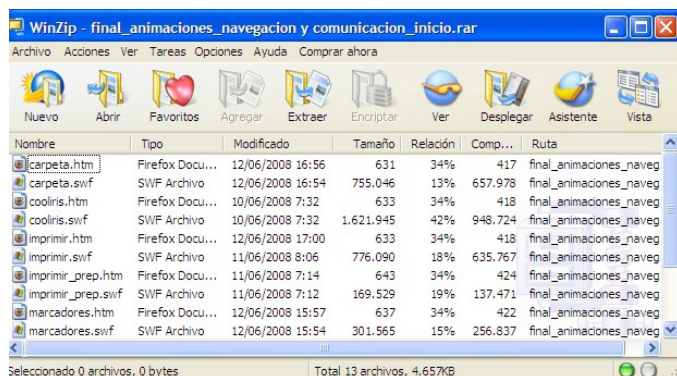 WinZip - final_animaciones_navegacion y comunicacion_inicio.rar
Archivo Acciones Ver Tareas Opciones Ayuda Comprar ahora
Nuevo Abrir Favoritos Agregar Extraer Encriptar Ver Desplegar Asistente Vista
Nombre Tipo Modificado Tamaño Relación Comp... Ruta
carpeta.htm Firefox Docu... 12/06/2008 16:56 631 34% 417 final_animaciones_naveg
carpeta.swf SWF Archivo 12/06/2008 16:54 755.046 13% 657.978 final_animaciones_naveg
cooliris.htm Firefox Docu... 10/06/2008 7:32 633 34% 418 final_animaciones_naveg
cooliris.swf SWF Archivo 10/06/2008 7:32 1.621.945 42% 948.724 final_animaciones_naveg
imprimir.htm Firefox Docu... 12/06/2008 17:00 633 34% 418 final_animaciones_naveg
imprimir.swf SWF Archivo 11/06/2008 8:06 776.090 18% 635.767 final_animaciones_naveg
imprimir_prep.htm Firefox Docu... 11/06/2008 7:14 643 34% 424 final_animaciones_naveg
imprimir_prep.swf SWF Archivo 11/06/2008 7:12 169.529 19% 137.471 final_animaciones_naveg
marcadores.htm Firefox Docu... 12/06/2008 15:57 637 34% 422 final_animaciones_naveg
marcadores.swf SWF Archivo 12/06/2008 15:54 301.565 15% 256.837 final_animaciones_naveg
Seleccionado 0 archivos, 0 bytes Total 13 archivos, 4.657KB